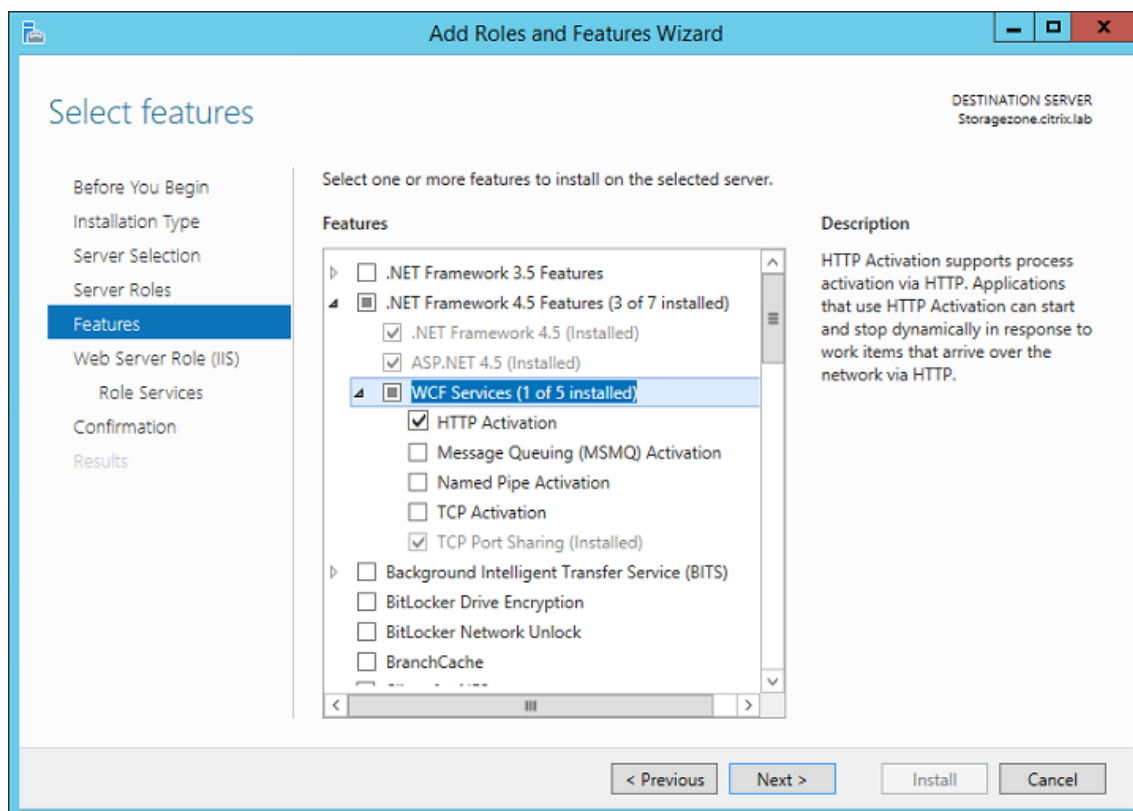 Add Roles and Features Wizard
Select features
DESTINATION SERVER
Storagezone.citrix.lab
Before You Begin
Installation Type
Server Selection
Server Roles
Features
Web Server Role (IIS)
Role Services
Confirmation
Results
Select one or more features to install on the selected server.
Features
.NET Framework 3.5 Features
.NET Framework 4.5 Features (3 of 7 installed)
.NET Framework 4.5 (Installed)
ASP.NET 4.5 (Installed)
WCF Services (1 of 5 installed)
HTTP Activation
Message Queuing (MSMQ) Activation
Named Pipe Activation
TCP Activation
TCP Port Sharing (Installed)
Background Intelligent Transfer Service (BITS)
BitLocker Drive Encryption
BitLocker Network Unlock
BranchCache
Description
HTTP Activation supports process
activation via HTTP. Applications
that use HTTP Activation can start
and stop dynamically in response to
work items that arrive over the
network via HTTP.
< Previous
Next >
Install
Cancel